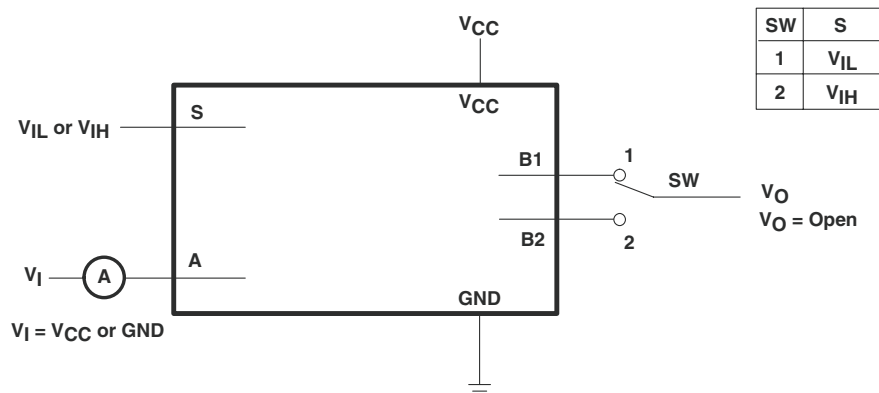 VCC
SW S
1 VIL
2 VIH
VCC
S
VIL or VIH
B1
1
SW
VO
VO = Open
B2
2
A
VI
A
GND
VI = VCC or GND